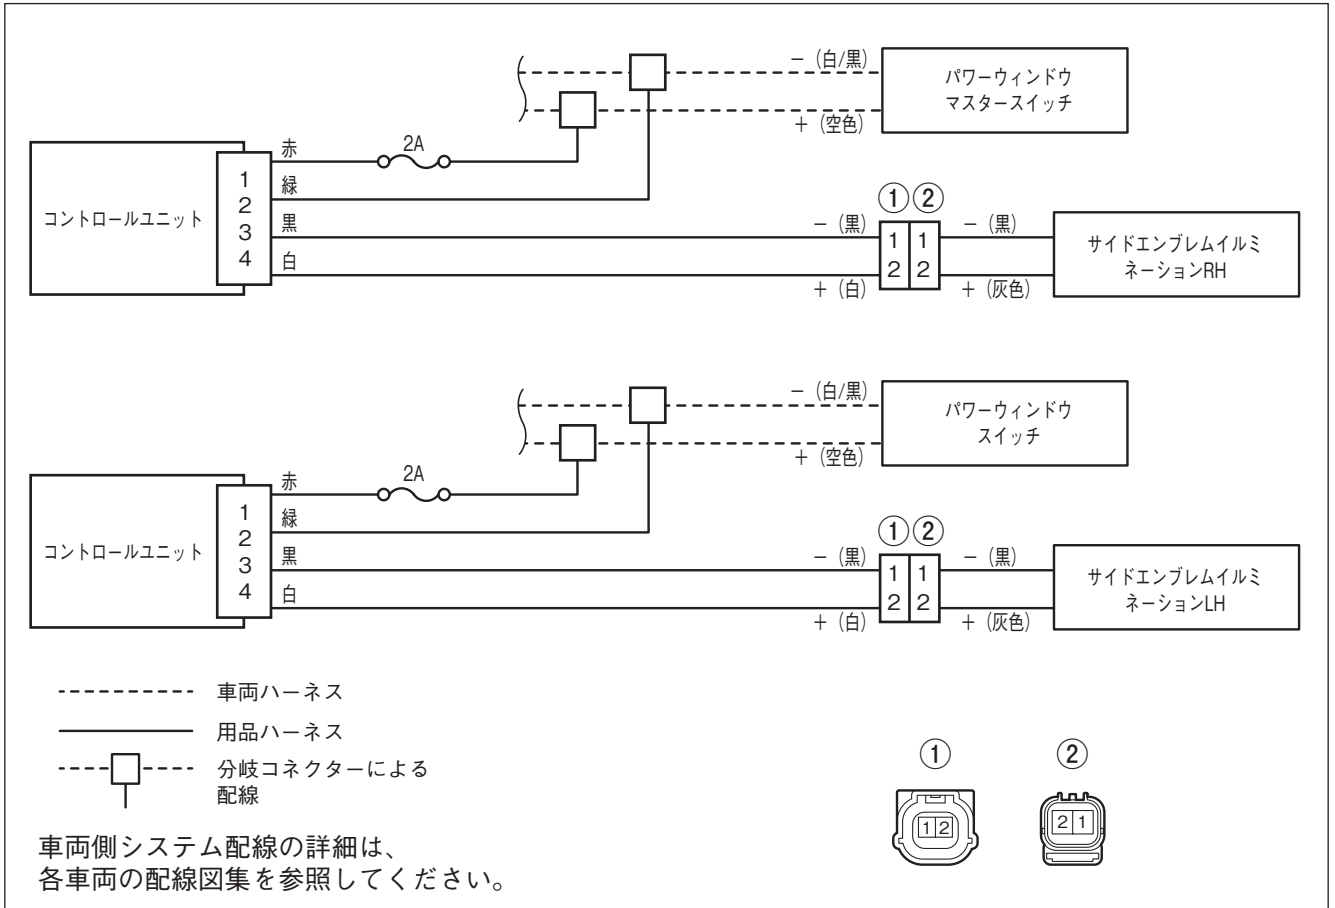 − (白/黒)
パワーウィンドウ
マスタースイッチ
+ (空色)
赤
2A
緑
黒
白
コントロールユニット
1
2
3
4
① ②
− (黒)
1 1
2 2
− (黒)
+ (白)
+ (灰色)
サイドエンブレムイルミ
ネーションRH
− (白/黒)
パワーウィンドウ
スイッチ
+ (空色)
赤
2A
緑
黒
白
コントロールユニット
1
2
3
4
① ②
− (黒)
1 1
2 2
− (黒)
+ (白)
+ (灰色)
サイドエンブレムイルミ
ネーションLH
車両ハーネス
用品ハーネス
分岐コネクターによる
配線
① ②
1 2
2 1
車両側システム配線の詳細は、
各車両の配線図集を参照してください。